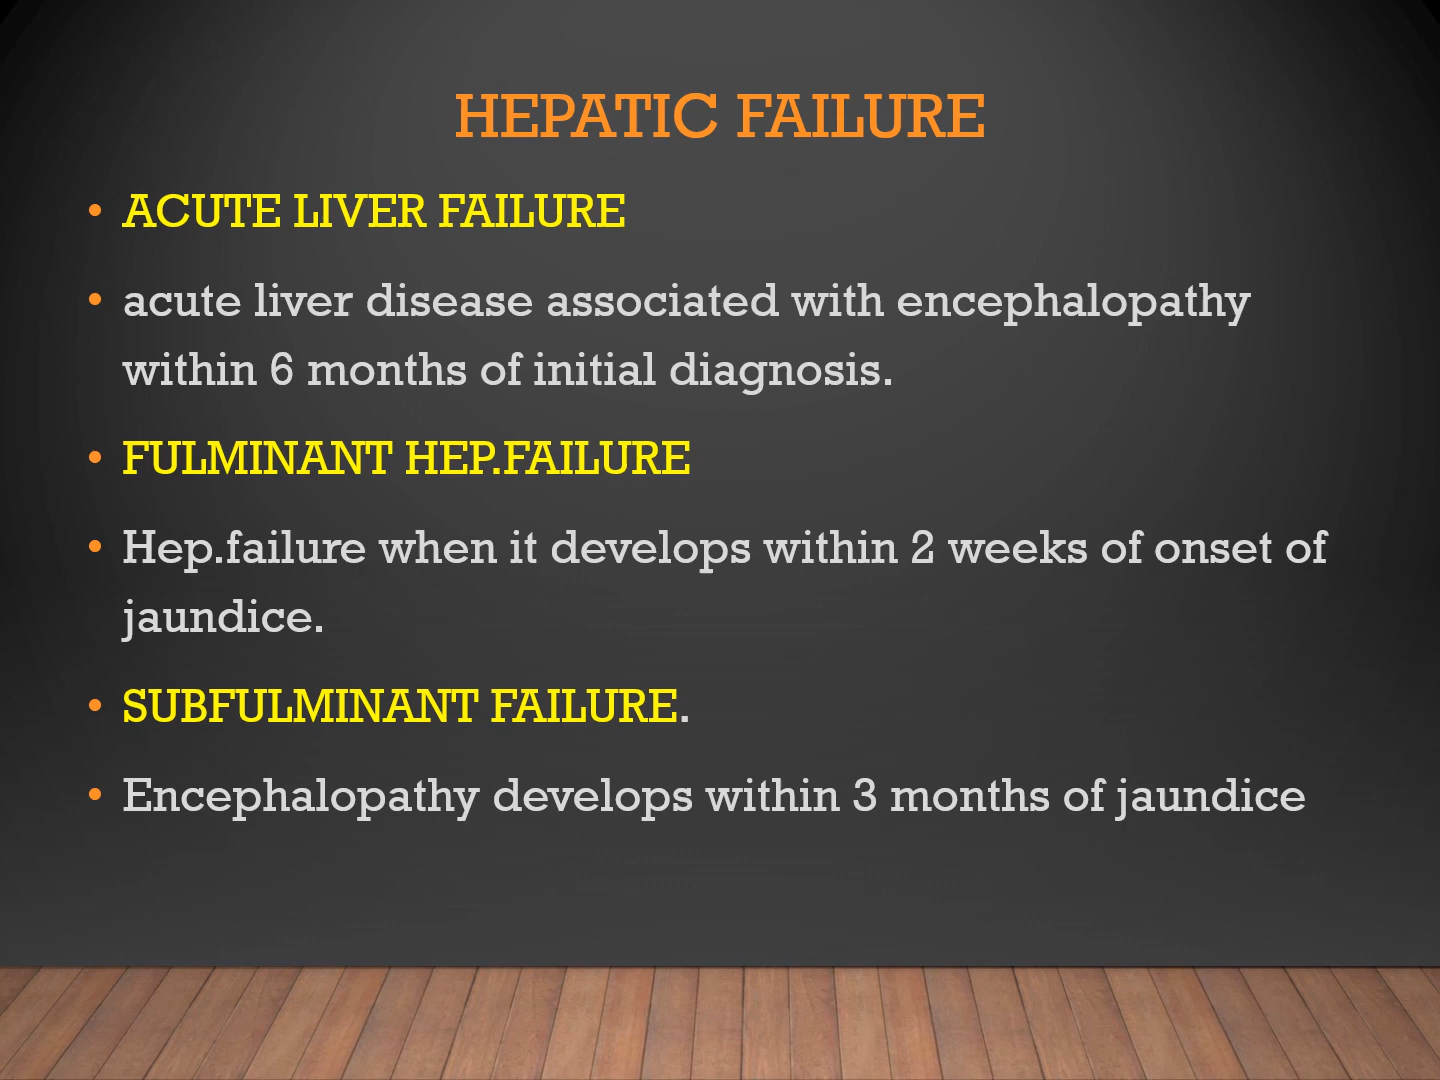 HEPATIC FAILURE
• ACUTE LIVER FAILURE
• acute liver disease associated with encephalopathy
within 6 months of initial diagnosis.
• FULMINANT HEP.FAILURE
• Hep.failure when it develops within 2 weeks of onset of
jaundice.
• SUBFULMINANT FAILURE.
• Encephalopathy develops within 3 months of jaundice